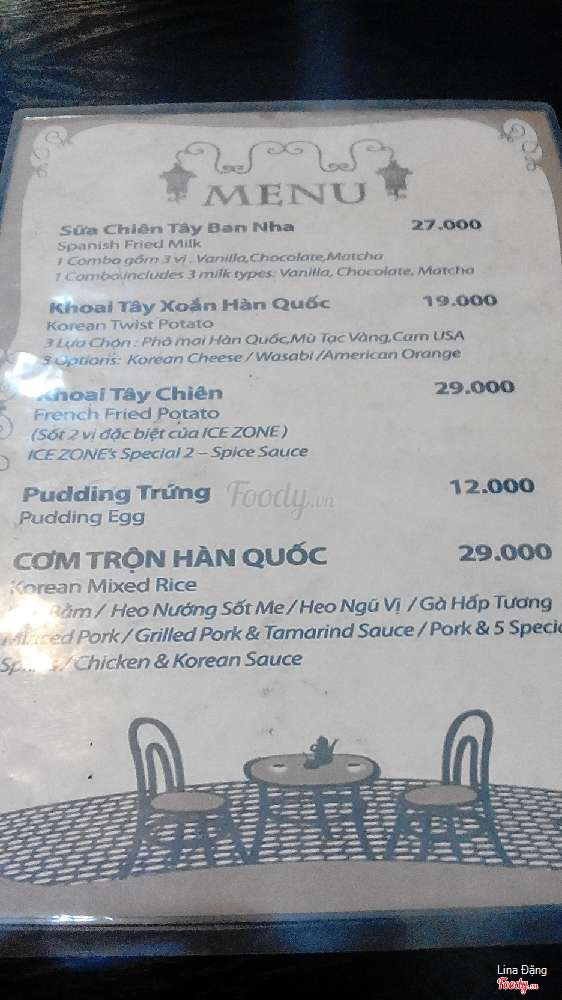 MENU
Sữa Chiên Tây Ban Nha 27.000
Spanish Fried Milk
1 Combo gồm 3 vị : Vanilla,Chocolate,Matcha
1 Combo includes 3 milk types: Vanilla, Chocolate, Matcha
Khoai Tây Xoắn Hàn Quốc 19.000
Korean Twist Potato
3 Lựa Chọn : Phô mai Hàn Quốc,Mù Tạc Vàng,Cam USA
3 Options: Korean Cheese / Wasabi /American Orange
Khoai Tây Chiên 29.000
French Fried Potato
(Sốt 2 vị đặc biệt của ICE ZONE )
ICE ZONE's Special 2 – Spice Sauce
Pudding Trứng 12.000
Foody.vn
Pudding Egg
CƠM TRỘN HÀN QUỐC 29.000
Korean Mixed Rice
Bằm / Heo Nướng Sốt Me / Heo Ngũ Vị / Gà Hấp Tương
Minced Pork / Grilled Pork & Tamarind Sauce / Pork & 5 Specia
/ Chicken & Korean Sauce
Lina Đặng
Foody.vn